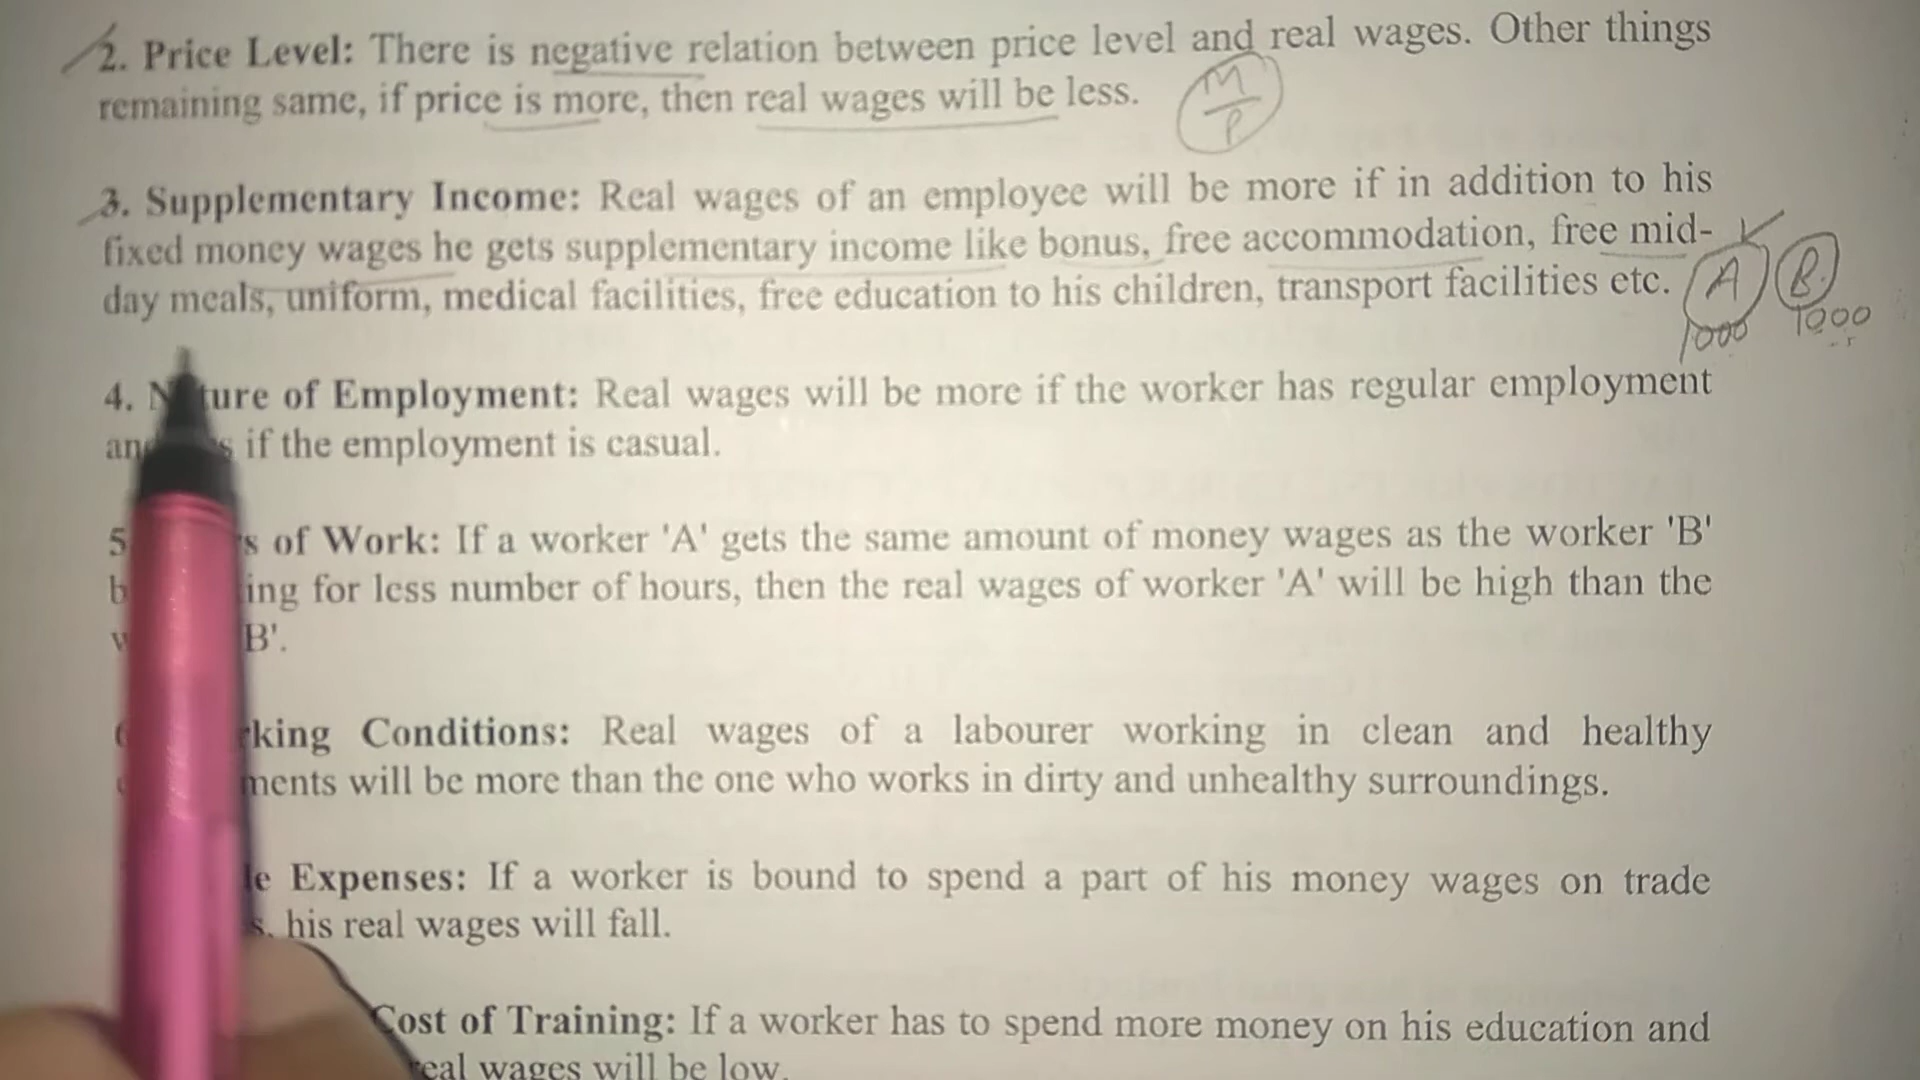 2. Price Level: There is negative relation between price level and real wages. Other things
remaining same, if price is more, then real wages will be less.
M
P
3. Supplementary Income: Real wages of an employee will be more if in addition to his
fixed money wages he gets supplementary income like bonus, free accommodation, free mid-
day meals, uniform, medical facilities, free education to his children, transport facilities etc.
A B
1000 1000
4. of Employment: Real wages will be more if the worker has regular employment
if the employment is casual.
5 of Work: If a worker 'A' gets the same amount of money wages as the worker 'B'
for less number of hours, then the real wages of worker 'A' will be high than the
B'.
Conditions: Real wages of a labourer working in clean and healthy
will be more than the one who works in dirty and unhealthy surroundings.
Expenses: If a worker is bound to spend a part of his money wages on trade
his real wages will fall.
Cost of Training: If a worker has to spend more money on his education and
real wages will be low.